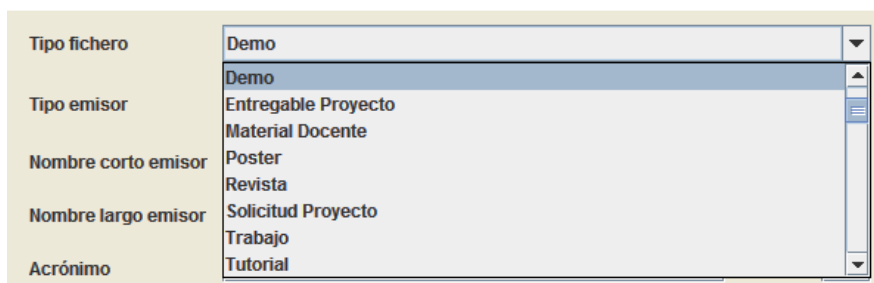 Tipo fichero Demo
Demo
Tipo emisor Entregable Proyecto
Material Docente
Nombre corto emisor Poster
Revista
Nombre largo emisor Solicitud Proyecto
Trabajo
Acrónimo Tutorial